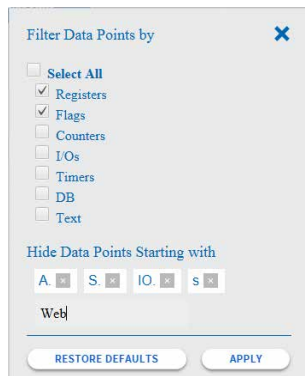 Filter Data Points by
Select All
Registers
Flags
Counters
I/Os
Timers
DB
Text
Hide Data Points Starting with
A. S. IO. s
Web
RESTORE DEFAULTS APPLY